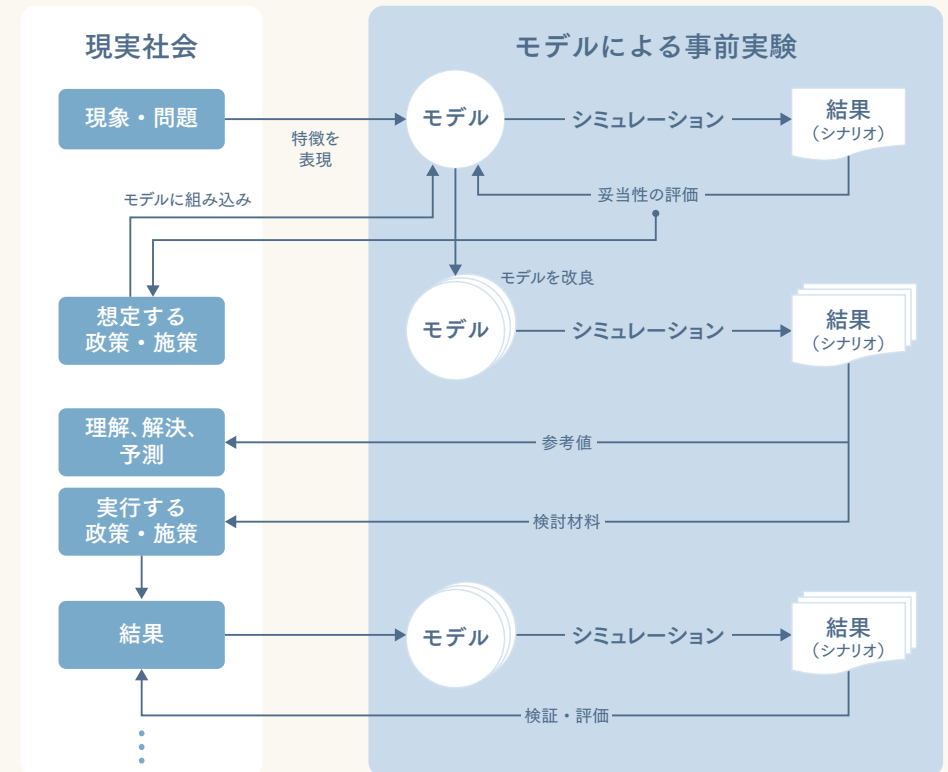 現実社会
モデルによる事前実験
現象・問題
特徴を
表現
モデル
シミュレーション
結果
（シナリオ）
妥当性の評価
モデルに組み込み
想定する
政策・施策
モデルを改良
モデル
シミュレーション
結果
（シナリオ）
理解、解決、
予測
参考値
実行する
政策・施策
検討材料
結果
モデル
シミュレーション
結果
（シナリオ）
検証・評価